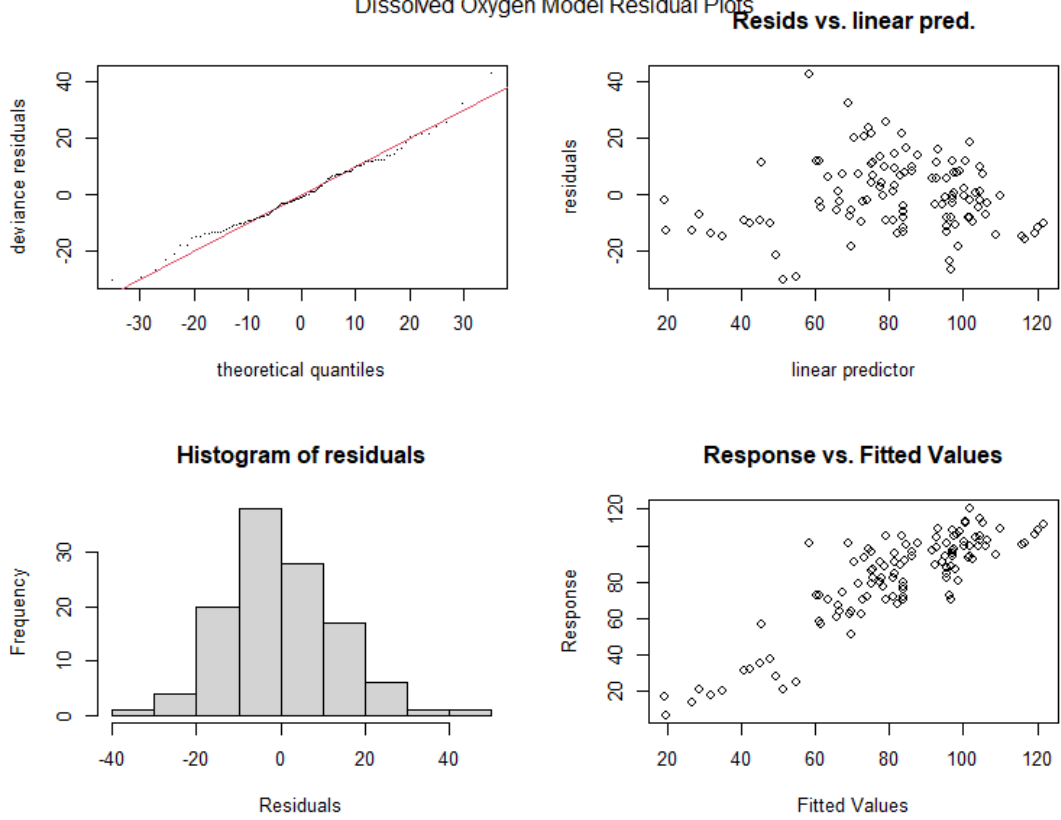 Dissolved Oxygen Model Residual Plots
Resids vs. linear pred.
deviance residuals
-20 0 20 40
-30 -20 -10 0 10 20 30
theoretical quantiles
residuals
-20 0 20 40
20 40 60 80 100 120
linear predictor
Histogram of residuals
Frequency
0 10 20 30
-40 -20 0 20 40
Residuals
Response vs. Fitted Values
Response
20 40 60 80 120
20 40 60 80 100 120
Fitted Values